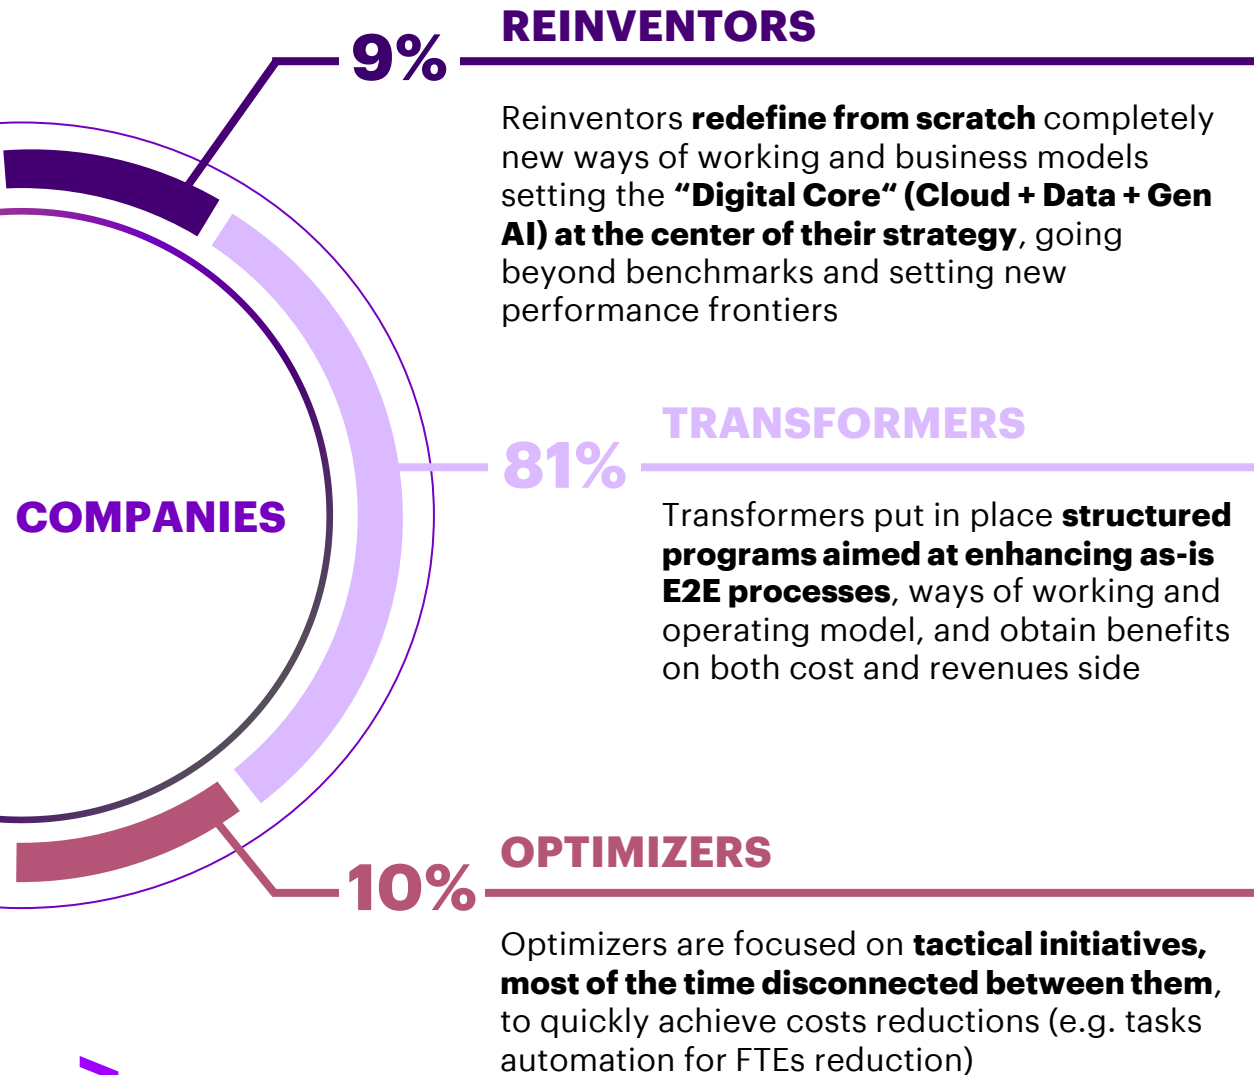 REINVENTORS
9%
Reinventors redefine from scratch completely
new ways of working and business models
setting the “Digital Core“ (Cloud + Data + Gen
AI) at the center of their strategy, going
beyond benchmarks and setting new
performance frontiers
TRANSFORMERS
81%
COMPANIES
Transformers put in place structured
programs aimed at enhancing as-is
E2E processes, ways of working and
operating model, and obtain benefits
on both cost and revenues side
OPTIMIZERS
10%
Optimizers are focused on tactical initiatives,
most of the time disconnected between them,
to quickly achieve costs reductions (e.g. tasks
automation for FTEs reduction)